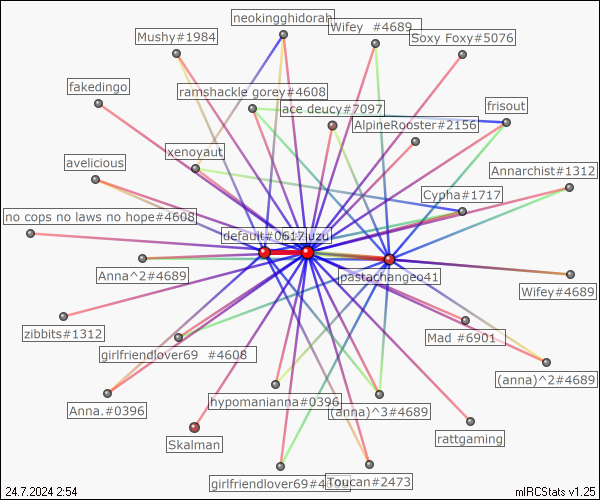 neokingghidorah
Wifey #4689
Mushy#1984
Soxy Foxy#5076
fakedingo
ramshackle gorey#4608
ace deucy#7097
frisout
AlpineRooster#2156
xenoyaut
avelicious
Annarchist#1312
Cypha#1717
no cops no laws no hope#4608
default#0617
Anna^2#4689
pastachangeo41
Wifey#4689
zibbits#1312
Mad #6901
girlfriendlover69 #4608
(anna)^2#4689
Anna.#0396
hypomanianna#0396
(anna)^3#4689
Skalman
rattgaming
girlfriendlover69#4
Toucan#2473
24.7.2024 2:54
mIRCStats v1.25